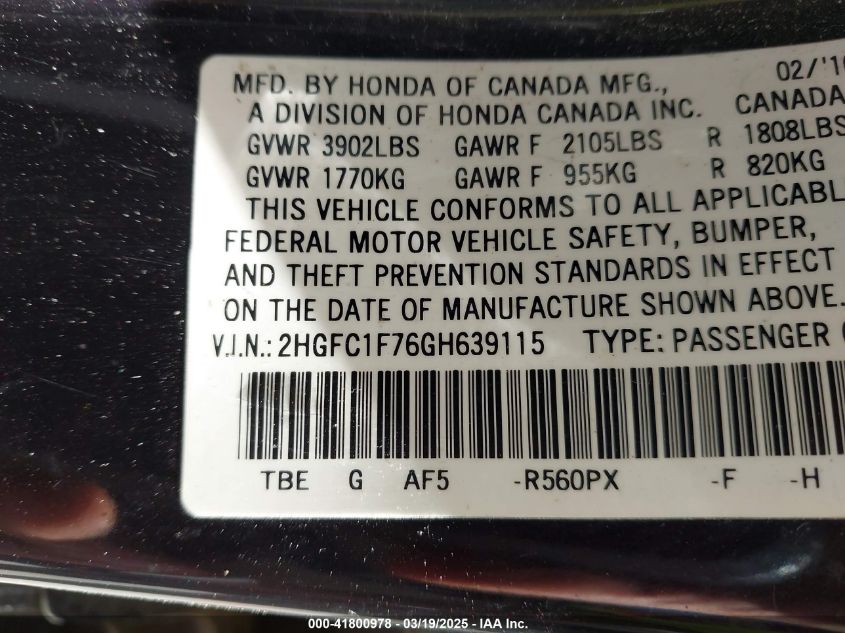 02/'16
MFD. BY HONDA OF CANADA MFG.,
A DIVISION OF HONDA CANADA INC. CANADA
GVWR 3902LBS GAWR F 2105LBS R 1808LBS
GVWR 1770KG GAWR F 955KG R 820KG
THIS VEHICLE CONFORMS TO ALL APPLICABL
FEDERAL MOTOR VEHICLE SAFETY, BUMPER,
AND THEFT PREVENTION STANDARDS IN EFFECT
ON THE DATE OF MANUFACTURE SHOWN ABOVE.
V.I.N.: 2HGFC1F76GH639115 TYPE: PASSENGER
TBE G AF5 -R560PX -F -H
000-41800978 - 03/19/2025 - IAA Inc.